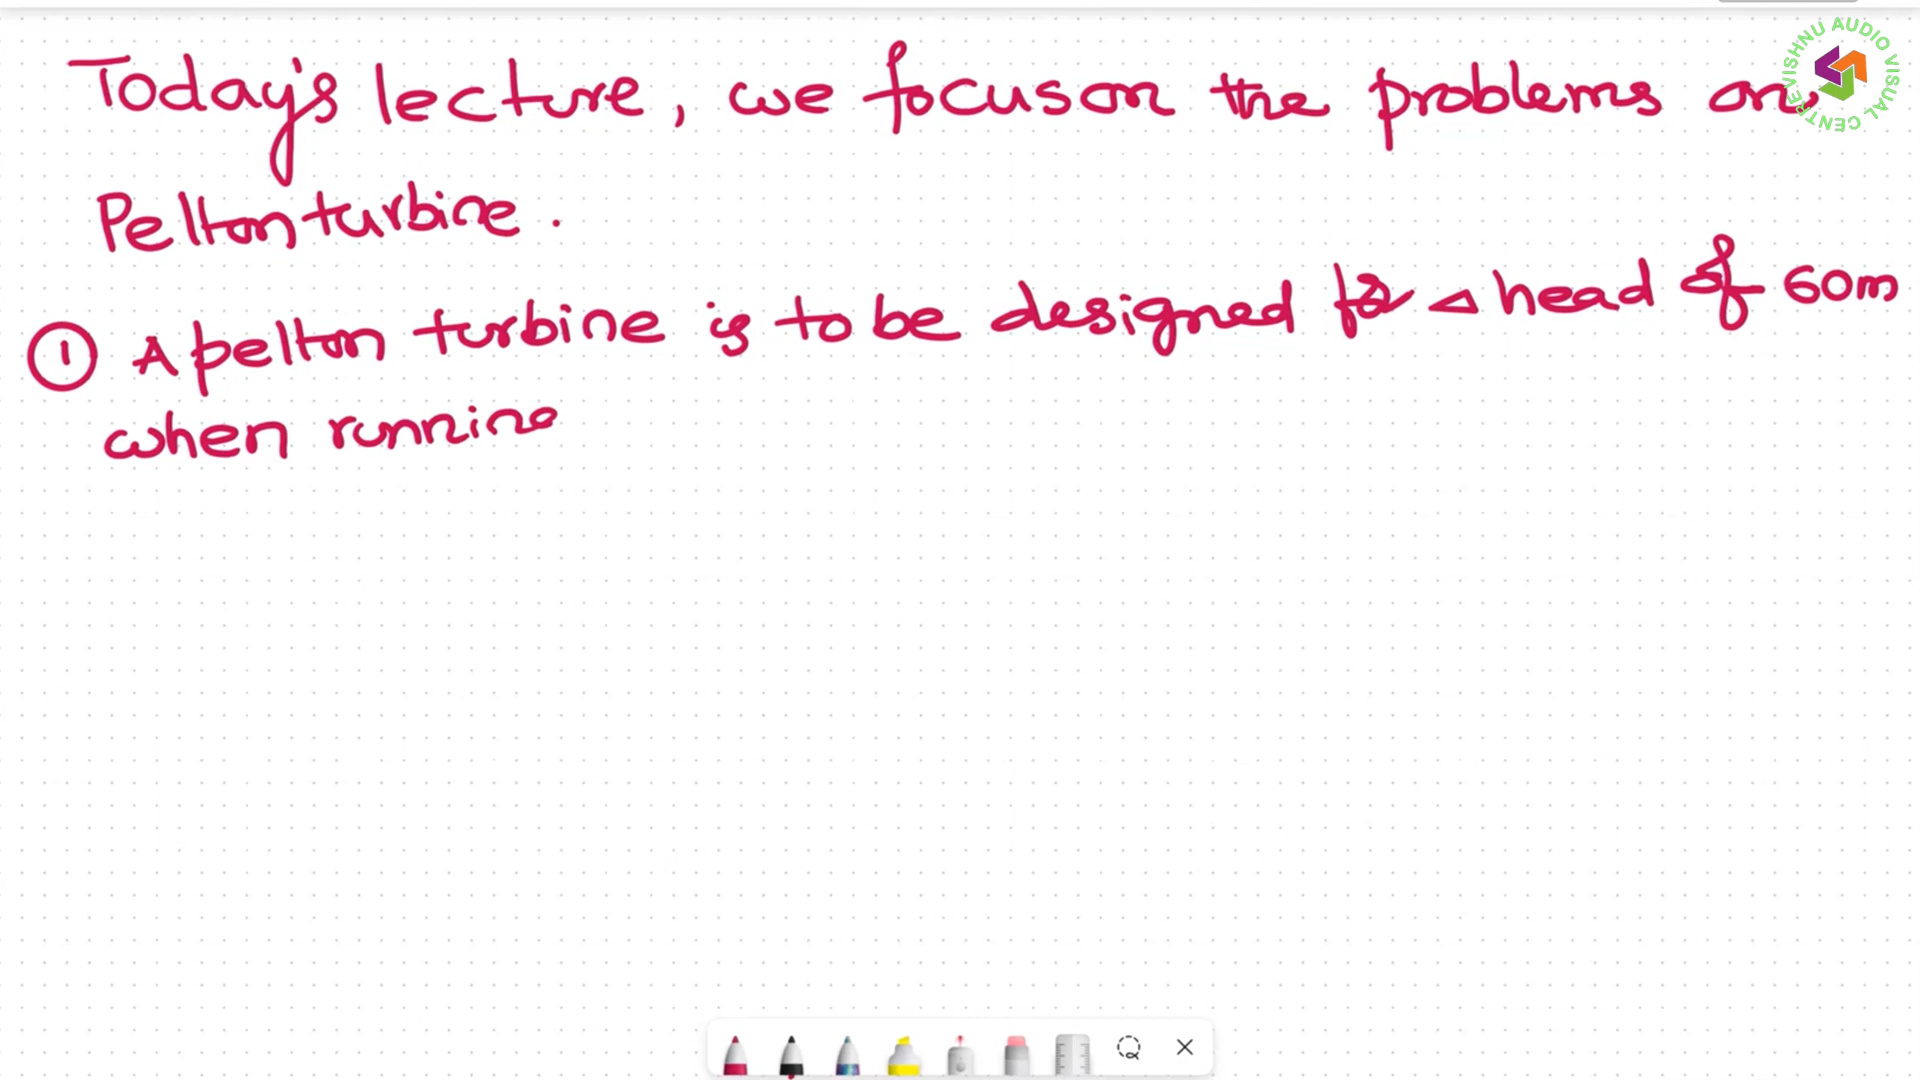 Today's lecture, we focus on the problems on
Pelton turbine.
① A pelton turbine is to be designed for a head of 60m
when running
VISHNU AUDIO VISUAL CENTRE